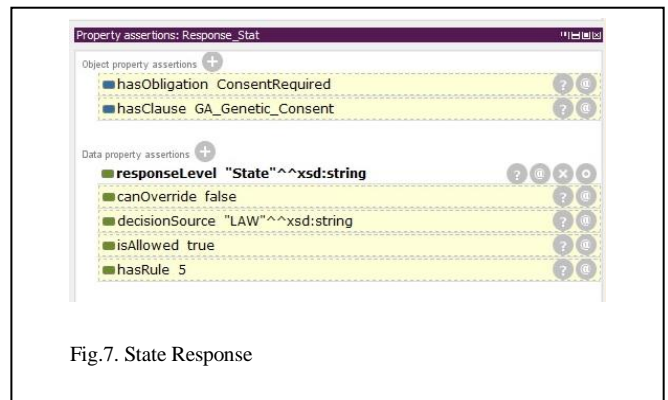 Property assertions: Response_Stat
Object property assertions
hasObligation ConsentRequired
hasClause GA_Genetic_Consent
Data property assertions
responseLevel "State"^^xsd:string
canOverride false
decisionSource "LAW"^^xsd:string
isAllowed true
hasRule 5
Fig.7. State Response